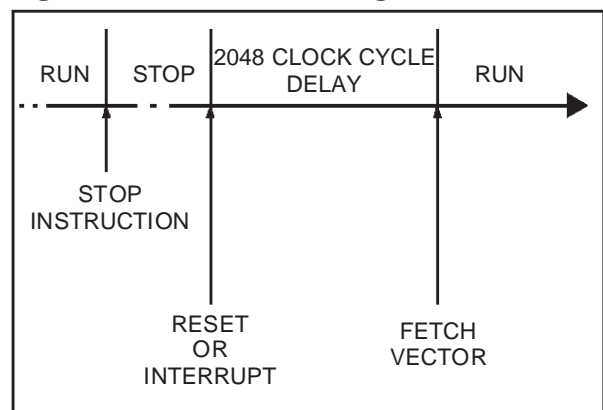 RUN
STOP
2048 CLOCK CYCLE
DELAY
RUN
STOP
INSTRUCTION
RESET
OR
INTERRUPT
FETCH
VECTOR